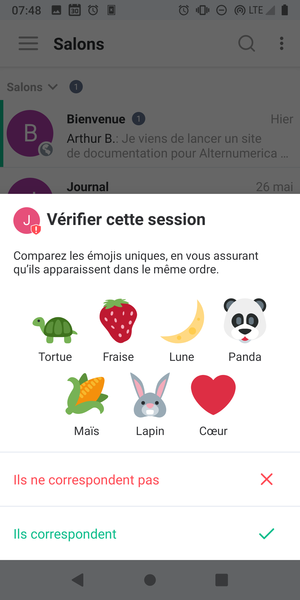 07:48 LTE
Salons
Salons 1
Bienvenue 1 Hier
B
Arthur B.: Je viens de lancer un site
de documentation pour Alternumerica ...
Journal 26 mai
J Vérifier cette session
Comparez les émojis uniques, en vous assurant
qu'ils apparaissent dans le même ordre.
Tortue Fraise Lune Panda
Maïs Lapin Cœur
Ils ne correspondent pas
Ils correspondent